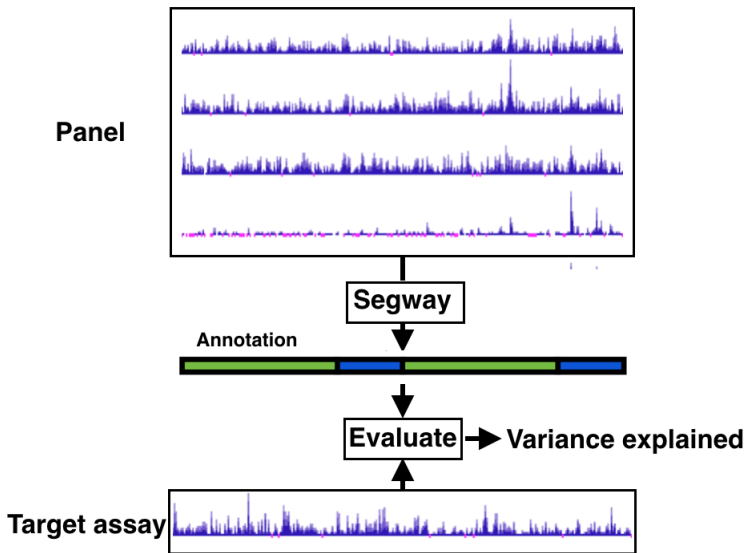 Panel
Segway
Annotation
Evaluate
Variance explained
Target assay